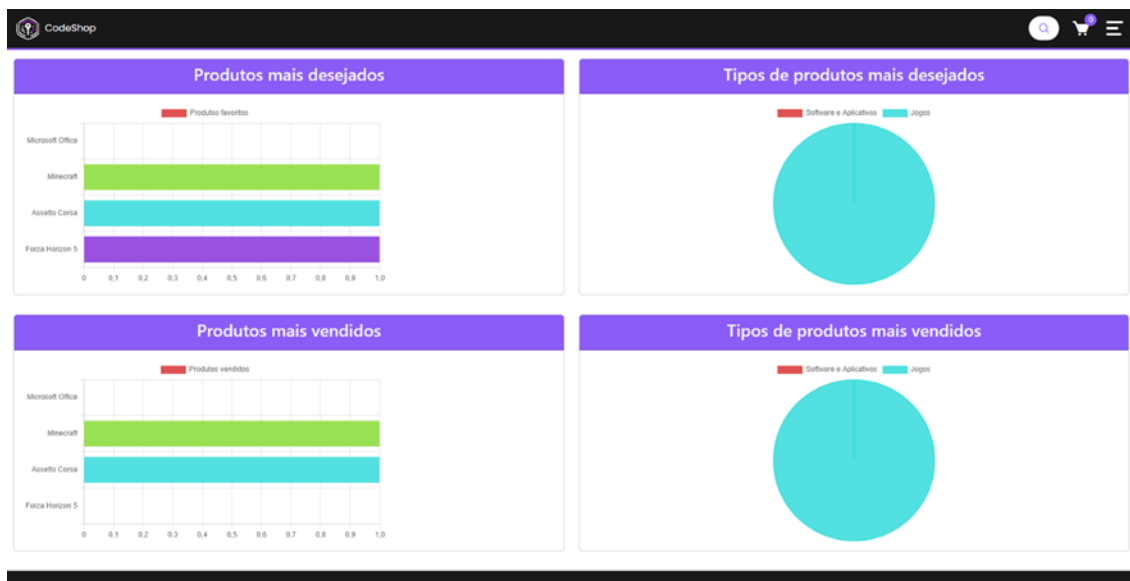 CodeShop
0
Produtos mais desejados
Produtos favoritos
Microsoft Office
Minecraft
Assetto Corsa
Forza Horizon 5
0 0,1 0,2 0,3 0,4 0,5 0,6 0,7 0,8 0,9 1,0
Tipos de produtos mais desejados
Software e Aplicativos Jogos
Produtos mais vendidos
Produtos vendidos
Microsoft Office
Minecraft
Assetto Corsa
Forza Horizon 5
0 0,1 0,2 0,3 0,4 0,5 0,6 0,7 0,8 0,9 1,0
Tipos de produtos mais vendidos
Software e Aplicativos Jogos